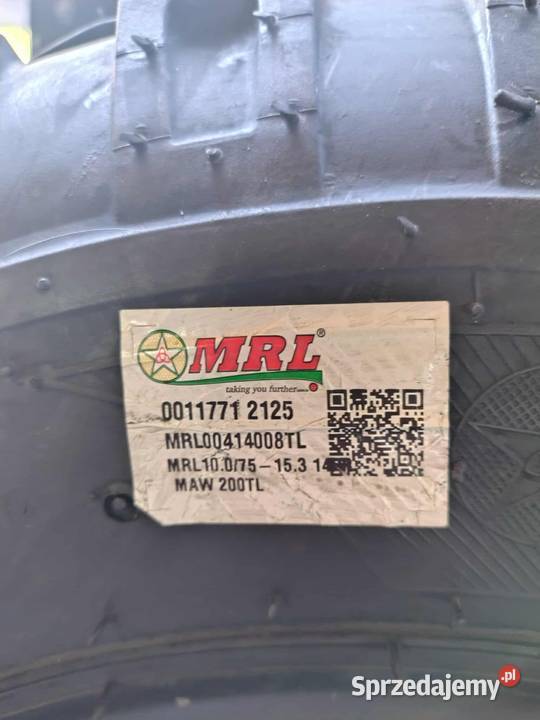 MRL®
taking you further....
0011771 2125
MRL00414008TL
MRL10.0/75-15.3 14
MAW 200TL
Sprzedajemy.pl